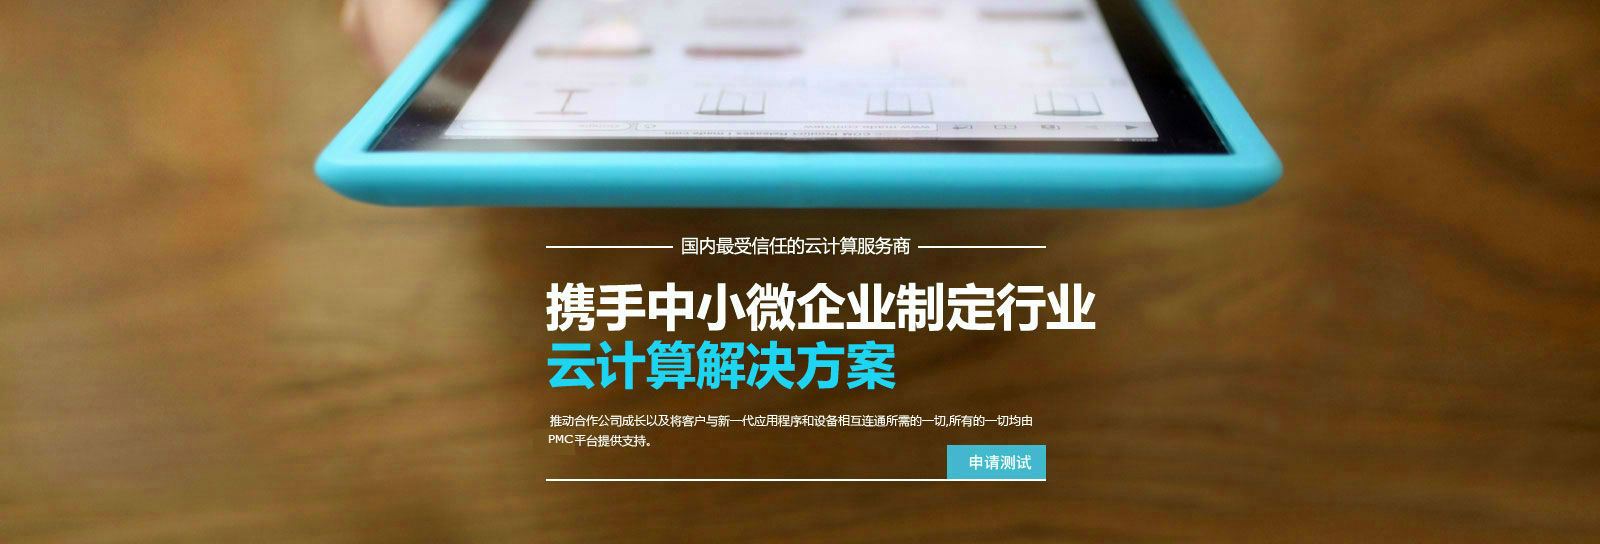 国内最受信任的云计算服务商
携手中小微企业制定行业
云计算解决方案
推动合作公司成长以及将客户与新一代应用程序和设备相互连通所需的一切,所有的一切均由
PMC平台提供支持。
申请测试